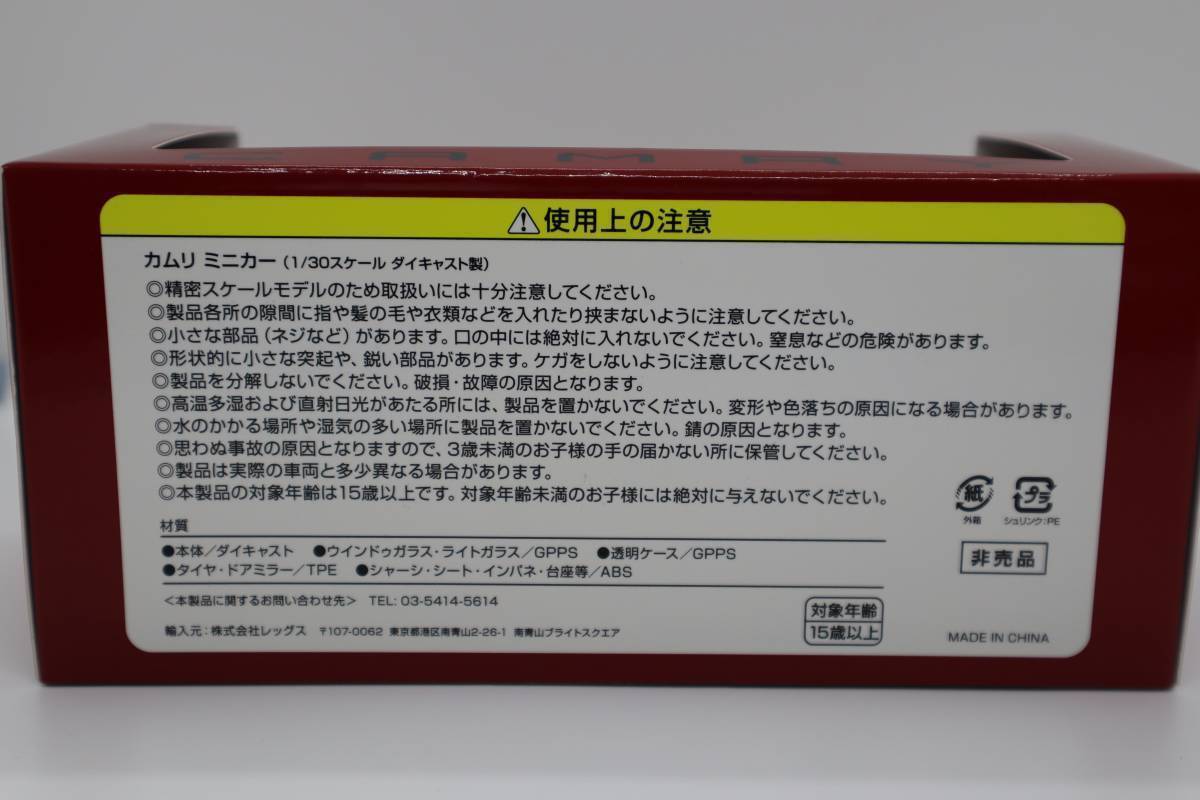 CAMRY
⚠使用上の注意
カムリ ミニカー（1/30スケール ダイキャスト製）
◎精密スケールモデルのため取扱いには十分注意してください。
◎製品各所の隙間に指や髪の毛や衣類などを入れたり挟まないように注意してください。
◎小さな部品（ネジなど）があります。口の中には絶対に入れないでください。窒息などの危険があります。
◎形状的に小さな突起や、鋭い部品があります。ケガをしないように注意してください。
◎製品を分解しないでください。破損・故障の原因となります。
◎高温多湿および直射日光があたる所には、製品を置かないでください。変形や色落ちの原因になる場合があります。
◎水のかかる場所や湿気の多い場所に製品を置かないでください。錆の原因となります。
◎思わぬ事故の原因となりますので、3歳未満のお子様の手の届かない所に保管してください。
◎製品は実際の車両と多少異なる場合があります。
◎本製品の対象年齢は15歳以上です。対象年齢未満のお子様には絶対に与えないでください。
紙
外箱
プラ
シュリンク:PE
非売品
材質
●本体／ダイキャスト ●ウインドゥガラス・ライトガラス／GPPS ●透明ケース／GPPS
●タイヤ・ドアミラー／TPE ●シャーシ・シート・インパネ・台座等／ABS
＜本製品に関するお問い合わせ先＞ TEL: 03-5414-5614
輸入元：株式会社レッグス 〒107-0062 東京都港区南青山2-26-1 南青山ブライトスクエア
対象年齢
15歳以上
MADE IN CHINA